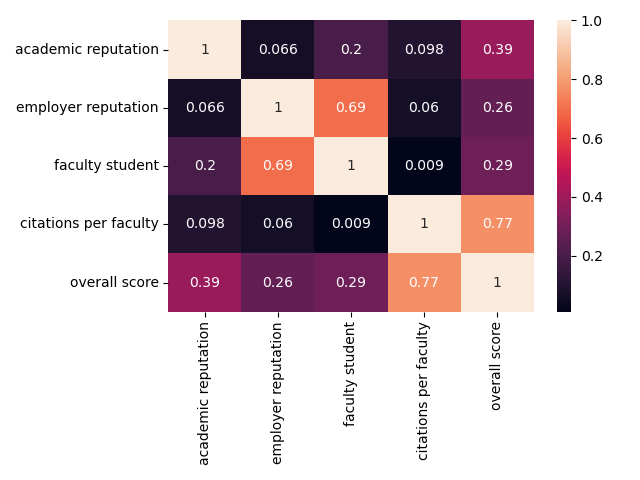 academic reputation 1 0.066 0.2 0.098 0.39
employer reputation 0.066 1 0.69 0.06 0.26
faculty student 0.2 0.69 1 0.009 0.29
citations per faculty 0.098 0.06 0.009 1 0.77
overall score 0.39 0.26 0.29 0.77 1
academic reputation
employer reputation
faculty student
citations per faculty
overall score
1.0
0.8
0.6
0.4
0.2